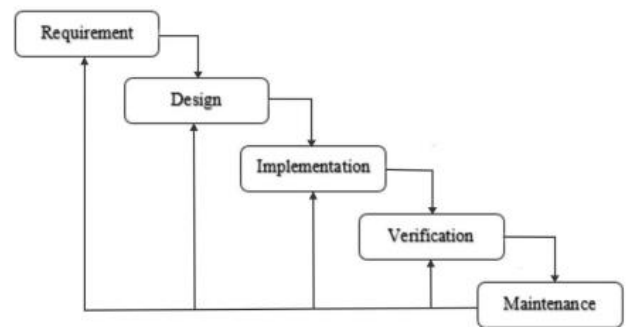 Requirement
Design
Implementation
Verification
Maintenance